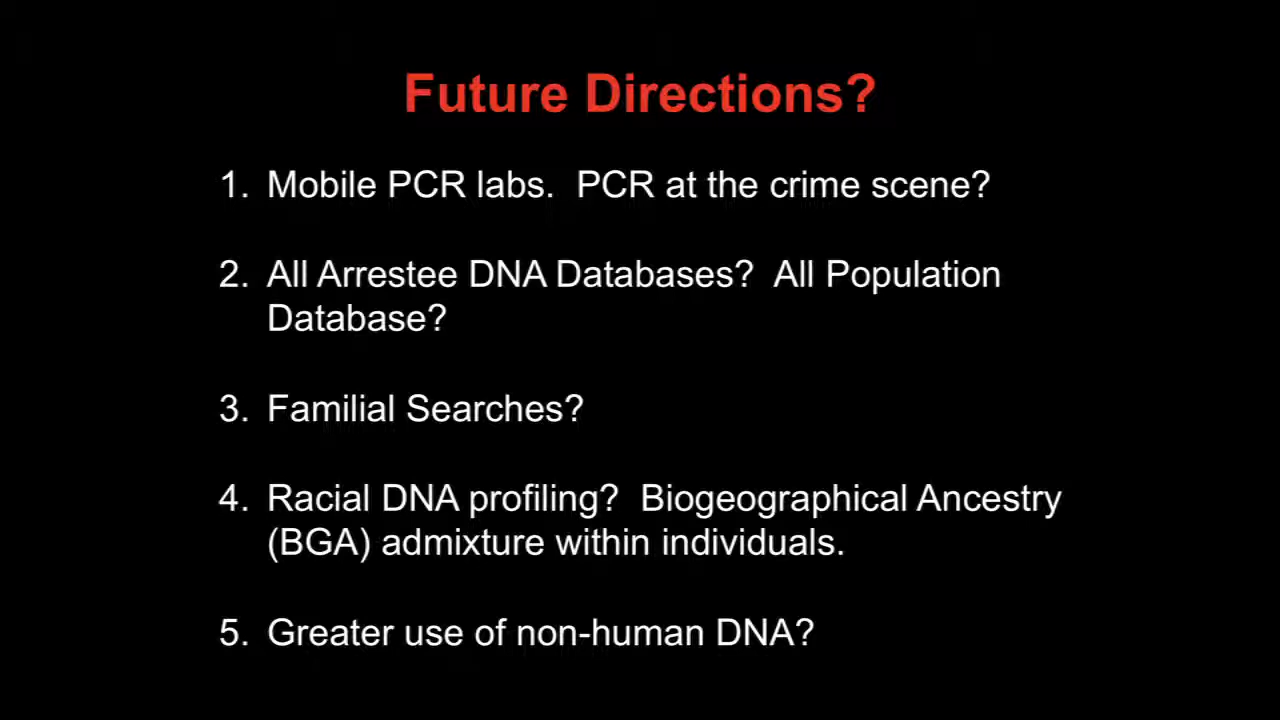 Future Directions?
1. Mobile PCR labs.  PCR at the crime scene?
2. All Arrestee DNA Databases?  All Population
Database?
3. Familial Searches?
4. Racial DNA profiling?  Biogeographical Ancestry
(BGA) admixture within individuals.
5. Greater use of non-human DNA?